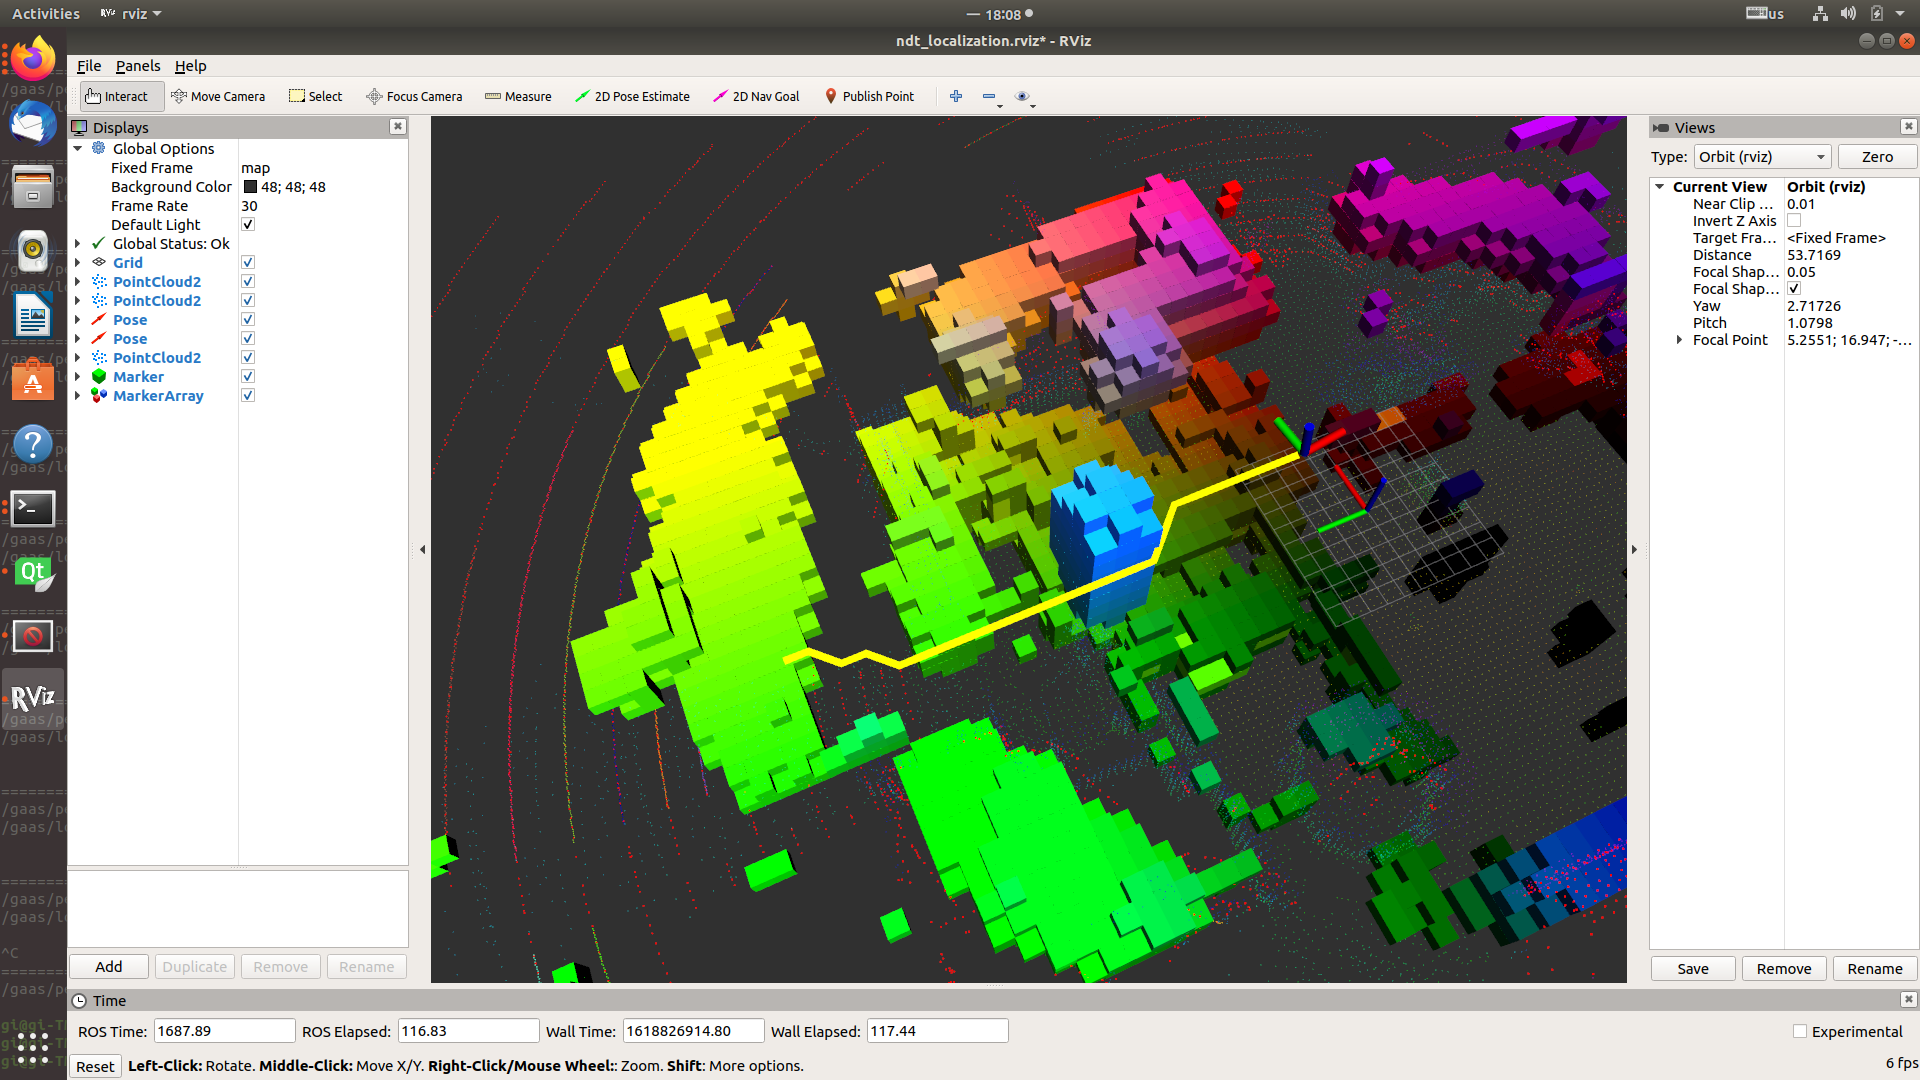 Activities
rviz
18:08
us
ndt_localization.rviz* - RViz
File Panels Help
Interact Move Camera Select Focus Camera Measure 2D Pose Estimate 2D Nav Goal Publish Point
Displays
Global Options
Fixed Frame map
Background Color 48; 48; 48
Frame Rate 30
Default Light
Global Status: Ok
Grid
PointCloud2
PointCloud2
Pose
Pose
PointCloud2
Marker
MarkerArray
Add Duplicate Remove Rename
Views
Type: Orbit (rviz) Zero
Current View Orbit (rviz)
Near Clip ... 0.01
Invert Z Axis
Target Fra... <Fixed Frame>
Distance 53.7169
Focal Shap... 0.05
Focal Shap...
Yaw 2.71726
Pitch 1.0798
Focal Point 5.2551; 16.947; -...
Save Remove Rename
Time
ROS Time: 1687.89 ROS Elapsed: 116.83 Wall Time: 1618826914.80 Wall Elapsed: 117.44
Experimental
Reset Left-Click: Rotate. Middle-Click: Move X/Y. Right-Click/Mouse Wheel:: Zoom. Shift: More options.
6 fps
RViz
Qt
^C